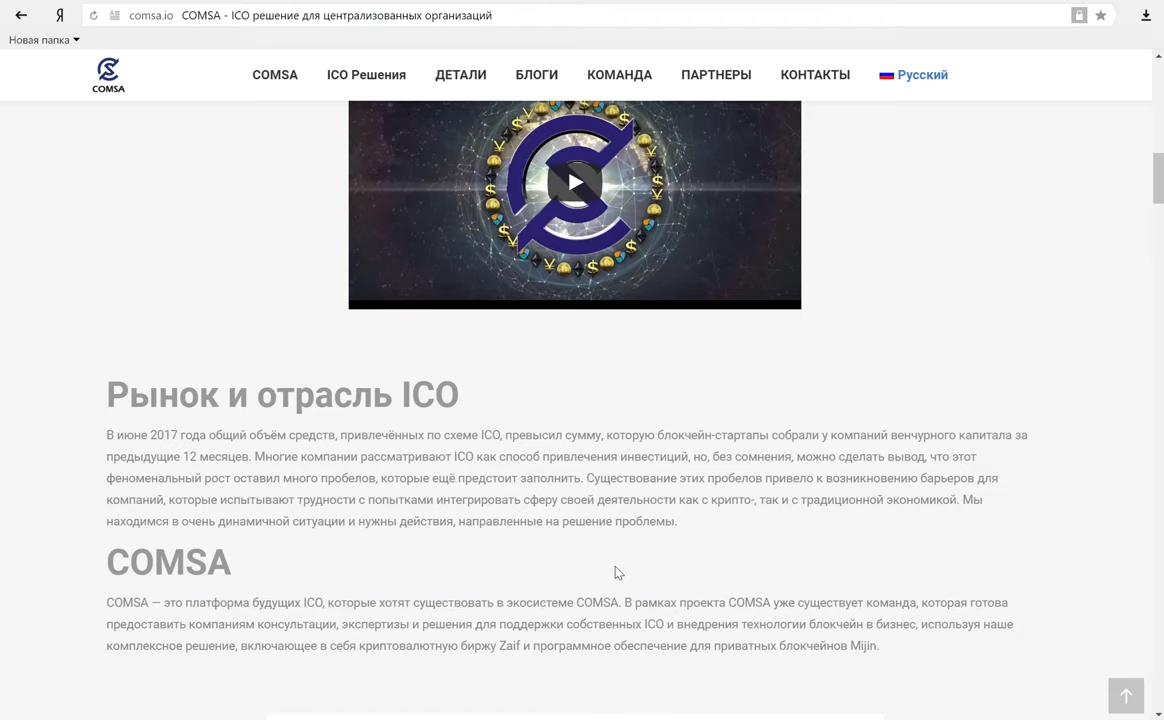 Я comsa.io COMSA - ICO решение для централизованных организаций
Новая папка
COMSA
COMSA ICO Решения ДЕТАЛИ БЛОГИ КОМАНДА ПАРТНЕРЫ КОНТАКТЫ Русский
Рынок и отрасль ICO
В июне 2017 года общий объём средств, привлечённых по схеме ICO, превысил сумму, которую блокчейн-стартапы собрали у компаний венчурного капитала за
предыдущие 12 месяцев. Многие компании рассматривают ICO как способ привлечения инвестиций, но, без сомнения, можно сделать вывод, что этот
феноменальный рост оставил много пробелов, которые ещё предстоит заполнить. Существование этих пробелов привело к возникновению барьеров для
компаний, которые испытывают трудности с попытками интегрировать сферу своей деятельности как с крипто-, так и с традиционной экономикой. Мы
находимся в очень динамичной ситуации и нужны действия, направленные на решение проблемы.
COMSA
COMSA — это платформа будущих ICO, которые хотят существовать в экосистеме COMSA. В рамках проекта COMSA уже существует команда, которая готова
предоставить компаниям консультации, экспертизы и решения для поддержки собственных ICO и внедрения технологии блокчейн в бизнес, используя наше
комплексное решение, включающее в себя криптовалютную биржу Zaif и программное обеспечение для приватных блокчейнов Mijin.